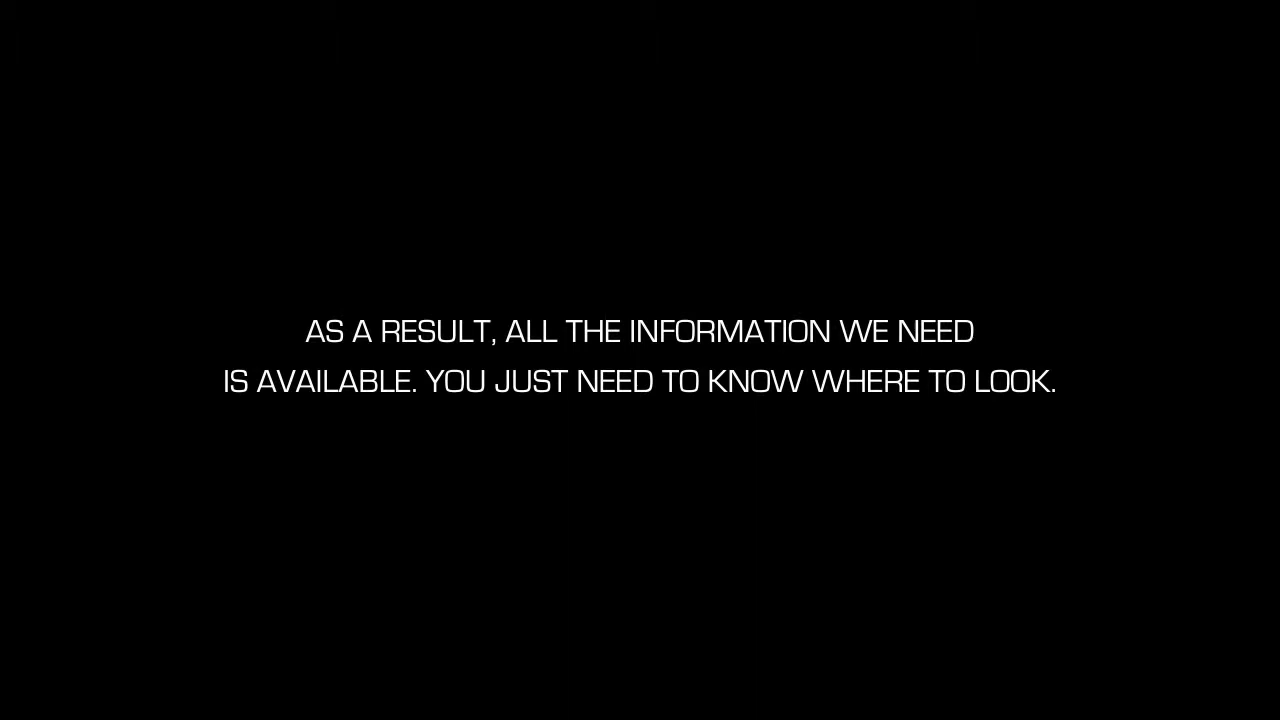 AS A RESULT, ALL THE INFORMATION WE NEED
IS AVAILABLE. YOU JUST NEED TO KNOW WHERE TO LOOK.